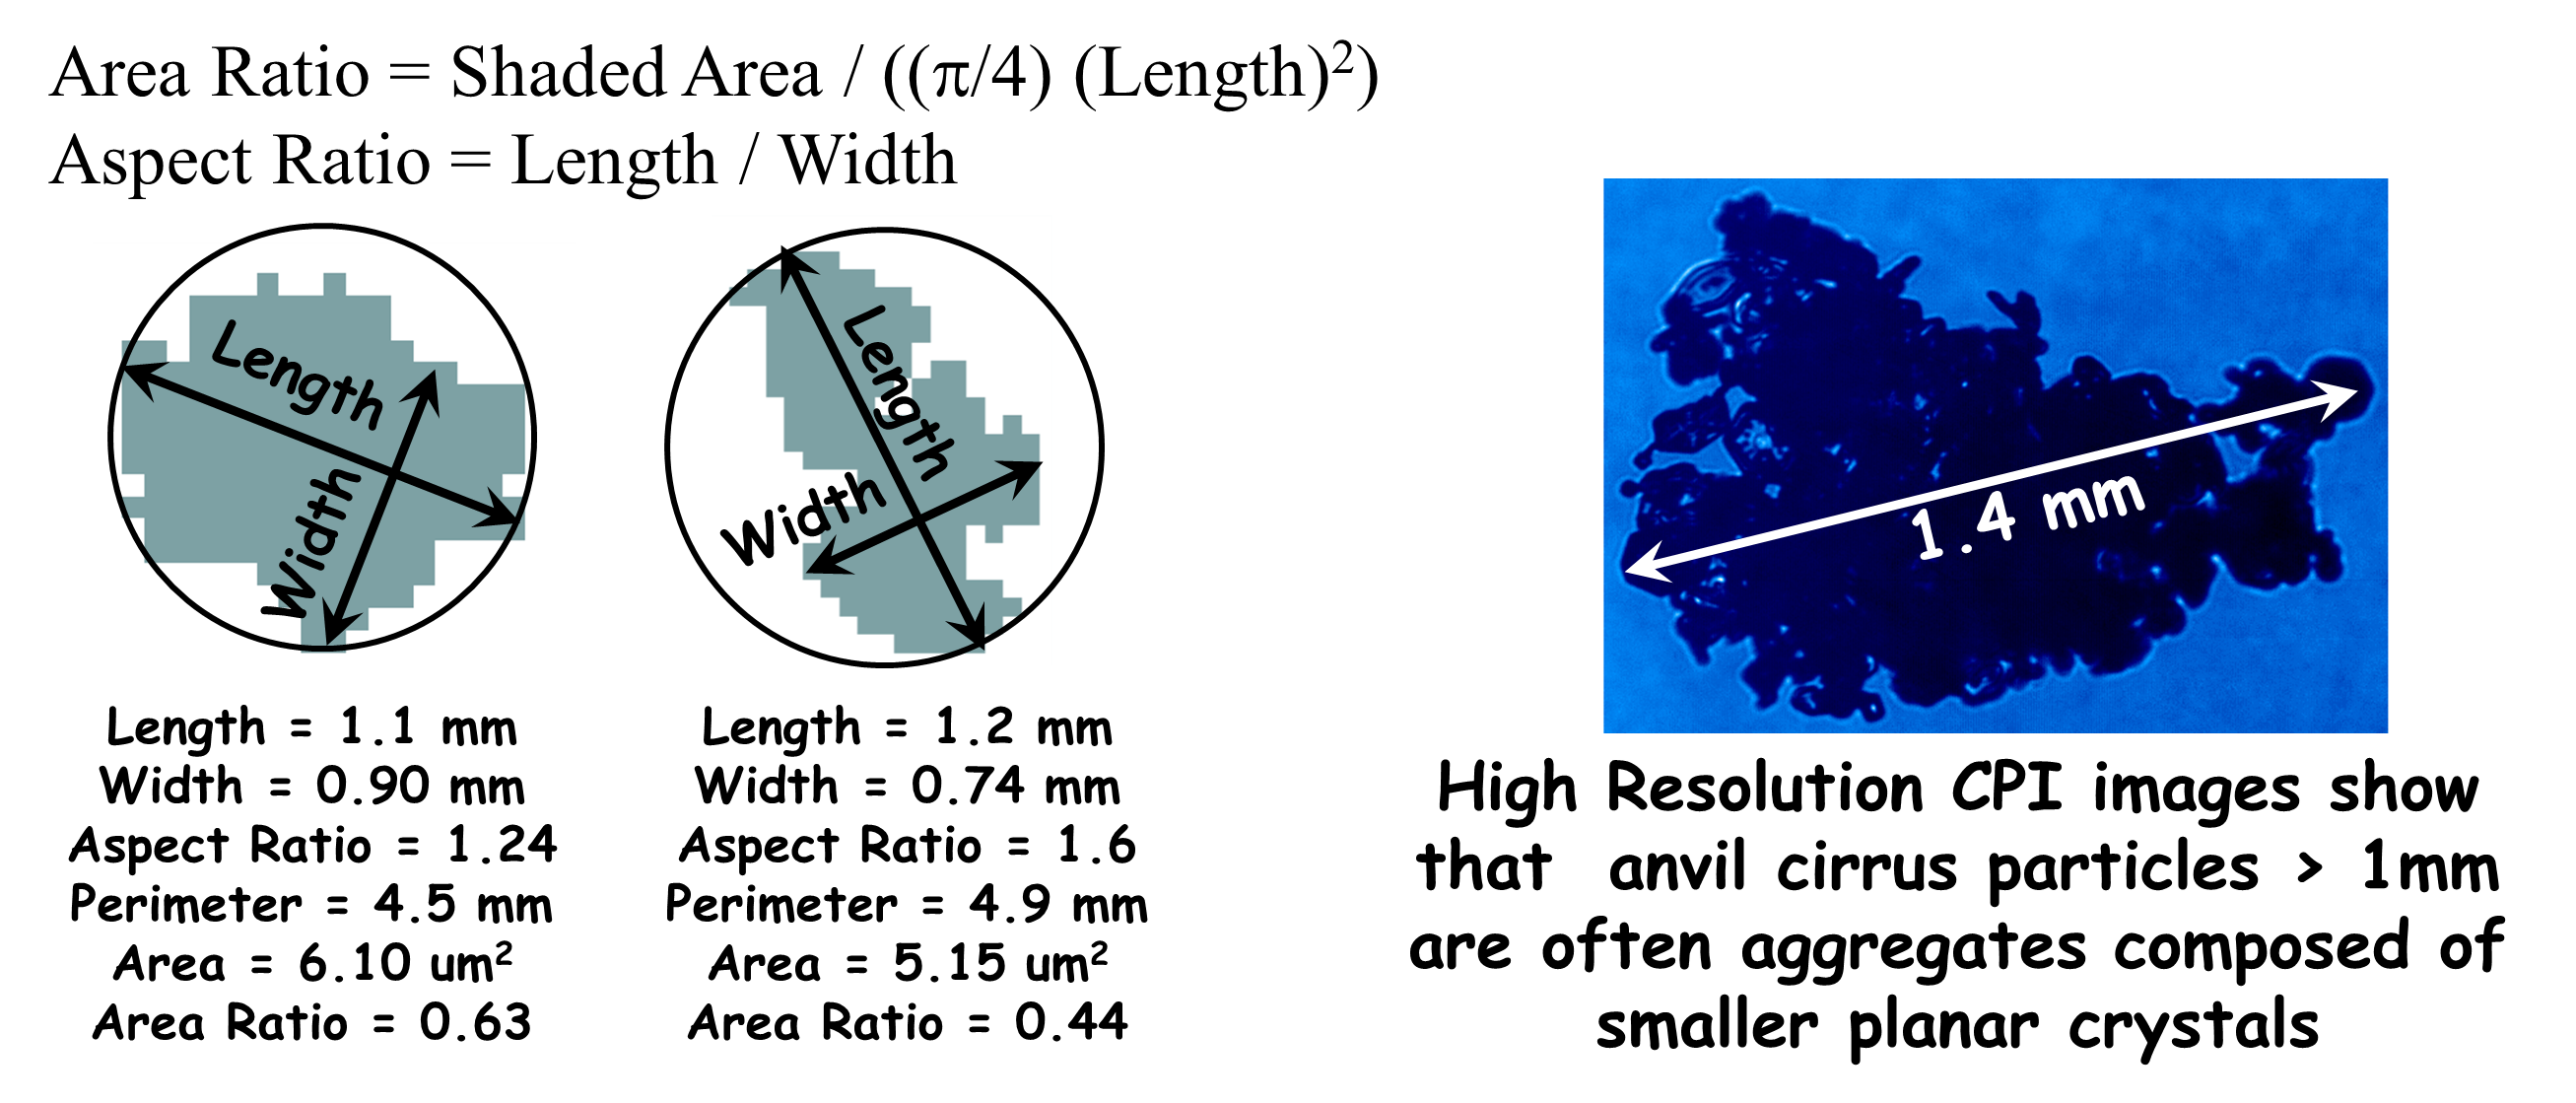 Area Ratio = Shaded Area / ((π/4) (Length)²)
Aspect Ratio = Length / Width
Length
Width
Length
Width
1.4 mm
Length = 1.1 mm
Width = 0.90 mm
Aspect Ratio = 1.24
Perimeter = 4.5 mm
Area = 6.10 um²
Area Ratio = 0.63
Length = 1.2 mm
Width = 0.74 mm
Aspect Ratio = 1.6
Perimeter = 4.9 mm
Area = 5.15 um²
Area Ratio = 0.44
High Resolution CPI images show
that anvil cirrus particles > 1mm
are often aggregates composed of
smaller planar crystals